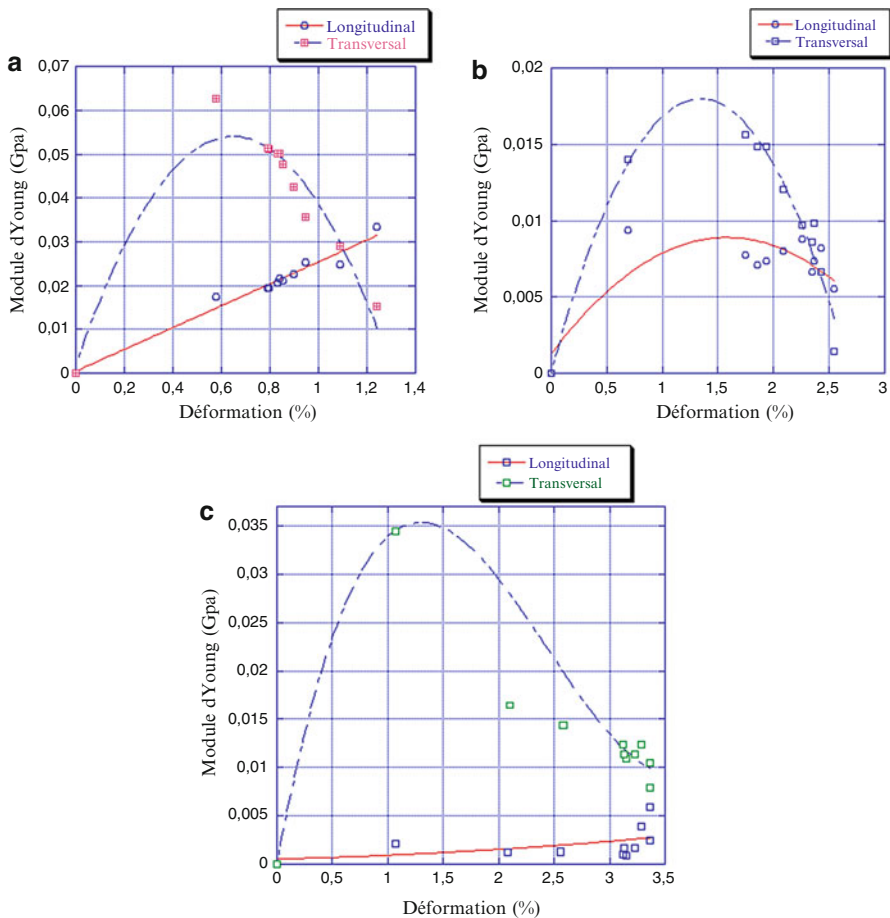 Longitudinal
Transversal
a
0,07
0,06
0,05
0,04
0,03
0,02
0,01
0
Module dYoung (Gpa)
0 0,2 0,4 0,6 0,8 1 1,2 1,4
Déformation (%)
Longitudinal
Transversal
b
0,02
0,015
0,01
0,005
0
Module dYoung (Gpa)
0 0,5 1 1,5 2 2,5 3
Déformation (%)
Longitudinal
Transversal
c
0,035
0,03
0,025
0,02
0,015
0,01
0,005
0
Module dYoung (Gpa)
0 0,5 1 1,5 2 2,5 3 3,5
Déformation (%)